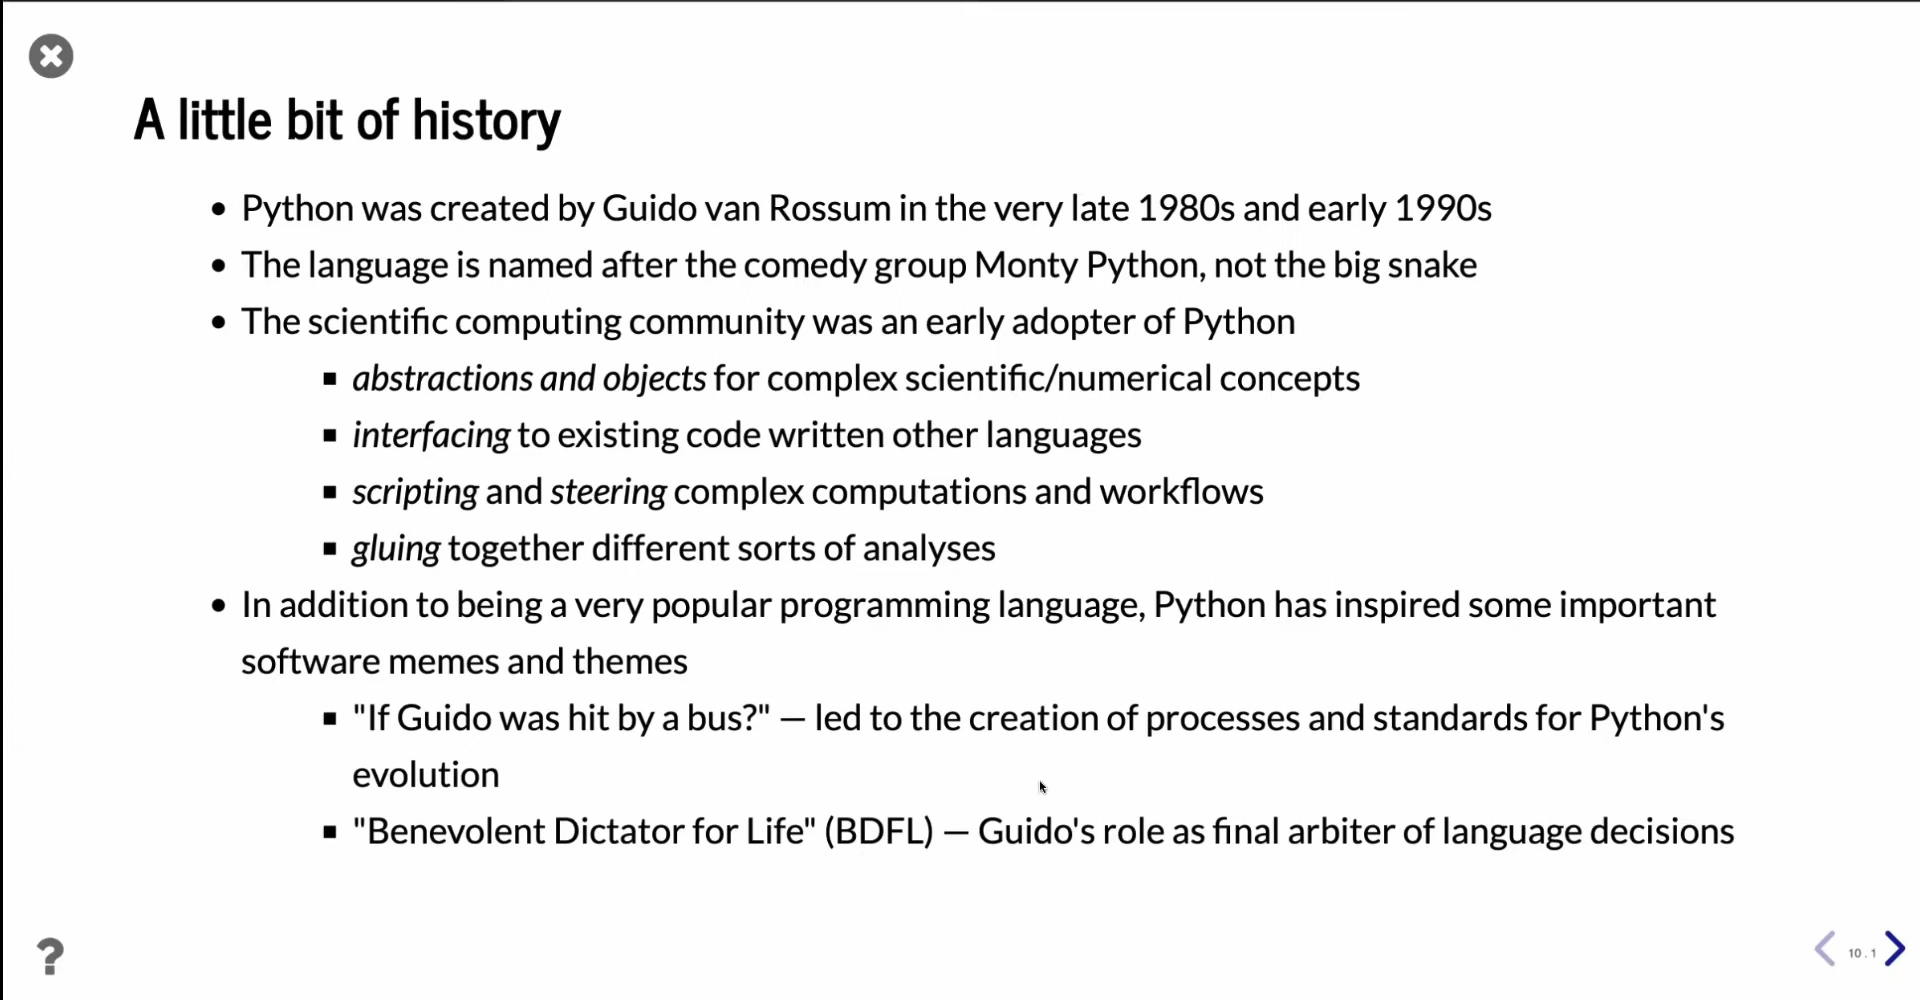 A little bit of history
• Python was created by Guido van Rossum in the very late 1980s and early 1990s
• The language is named after the comedy group Monty Python, not the big snake
• The scientific computing community was an early adopter of Python
▪ abstractions and objects for complex scientific/numerical concepts
▪ interfacing to existing code written other languages
▪ scripting and steering complex computations and workflows
▪ gluing together different sorts of analyses
• In addition to being a very popular programming language, Python has inspired some important
software memes and themes
▪ "If Guido was hit by a bus?" — led to the creation of processes and standards for Python's
evolution
▪ "Benevolent Dictator for Life" (BDFL) — Guido's role as final arbiter of language decisions
?
10.1